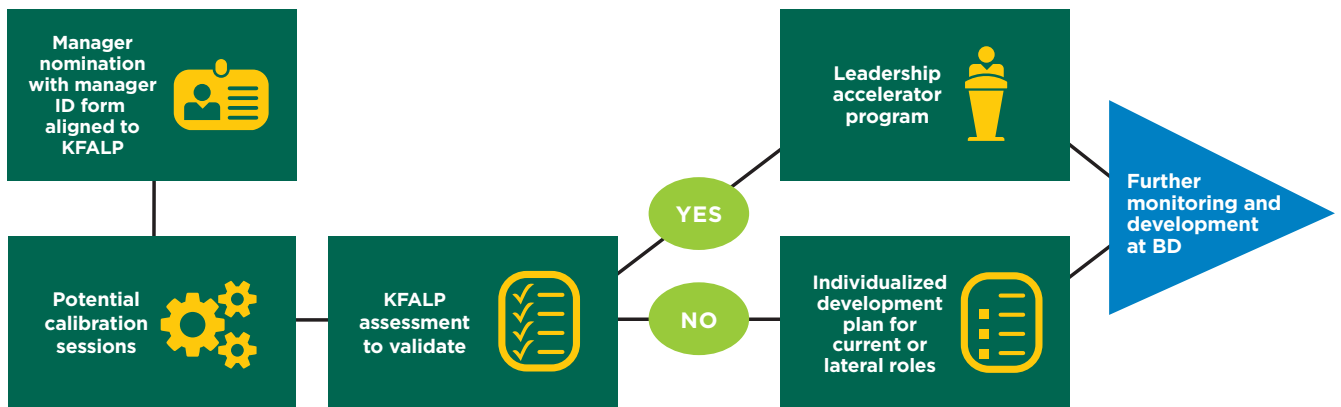 Manager
nomination
with manager
ID form
aligned to
KFALP
Potential
calibration
sessions
KFALP
assessment
to validate
YES
NO
Leadership
accelerator
program
Individualized
development
plan for
current or
lateral roles
Further
monitoring and
development
at BD